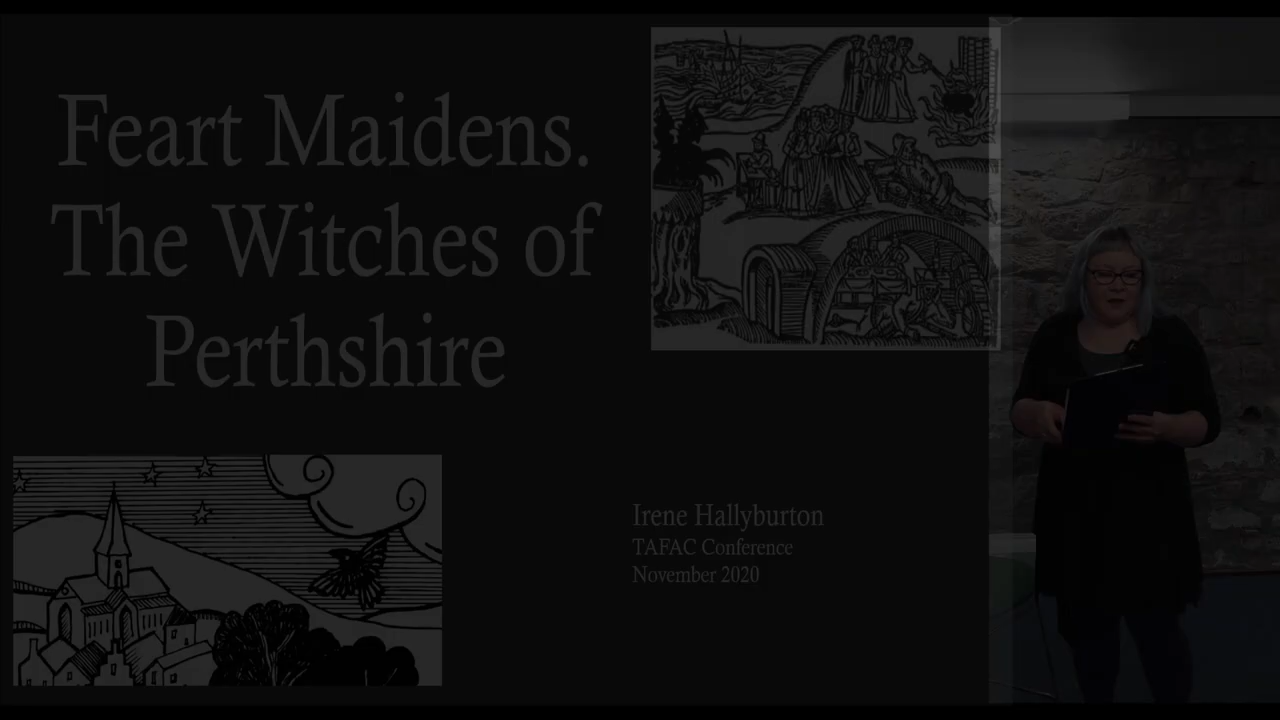 Feart Maidens.
The Witches of
Perthshire
Irene Hallyburton
TAFAC Conference
November 2020